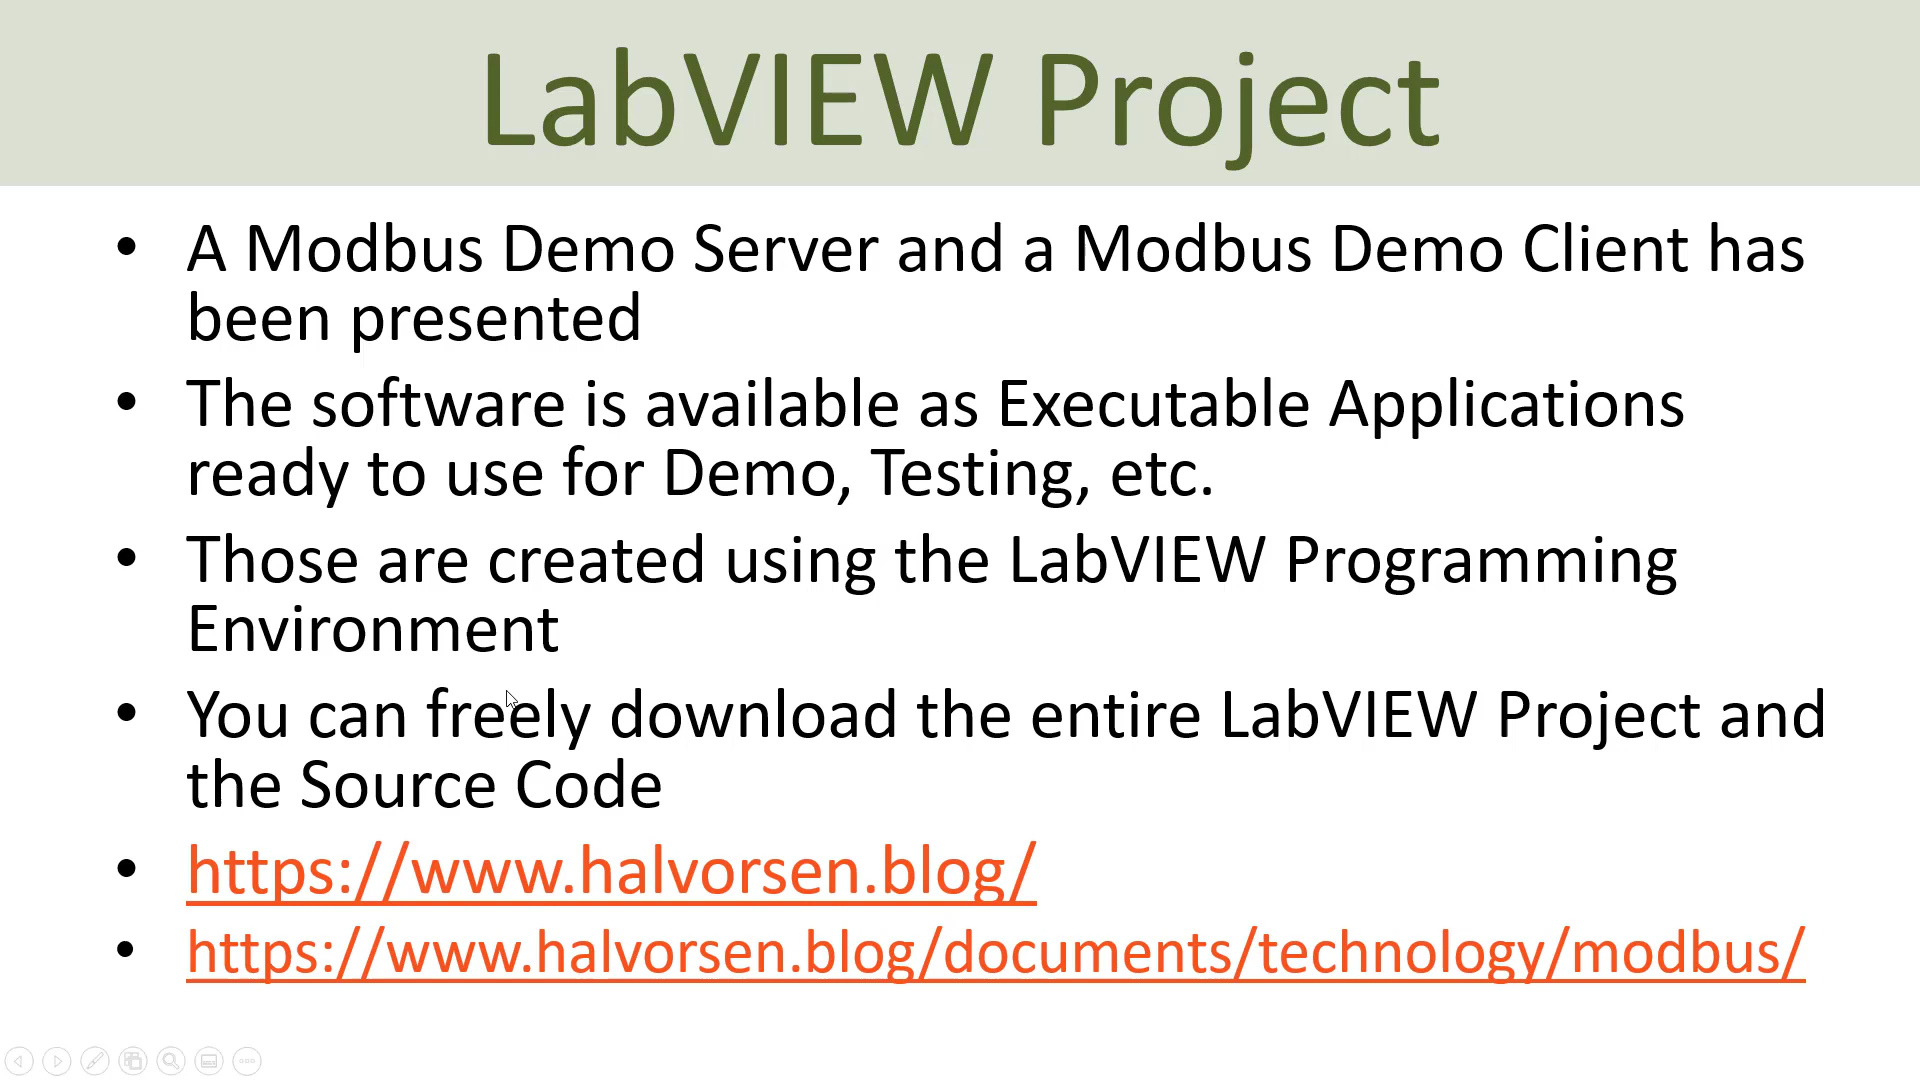 LabVIEW Project
• A Modbus Demo Server and a Modbus Demo Client has
been presented
• The software is available as Executable Applications
ready to use for Demo, Testing, etc.
• Those are created using the LabVIEW Programming
Environment
• You can freely download the entire LabVIEW Project and
the Source Code
• https://www.halvorsen.blog/
• https://www.halvorsen.blog/documents/technology/modbus/